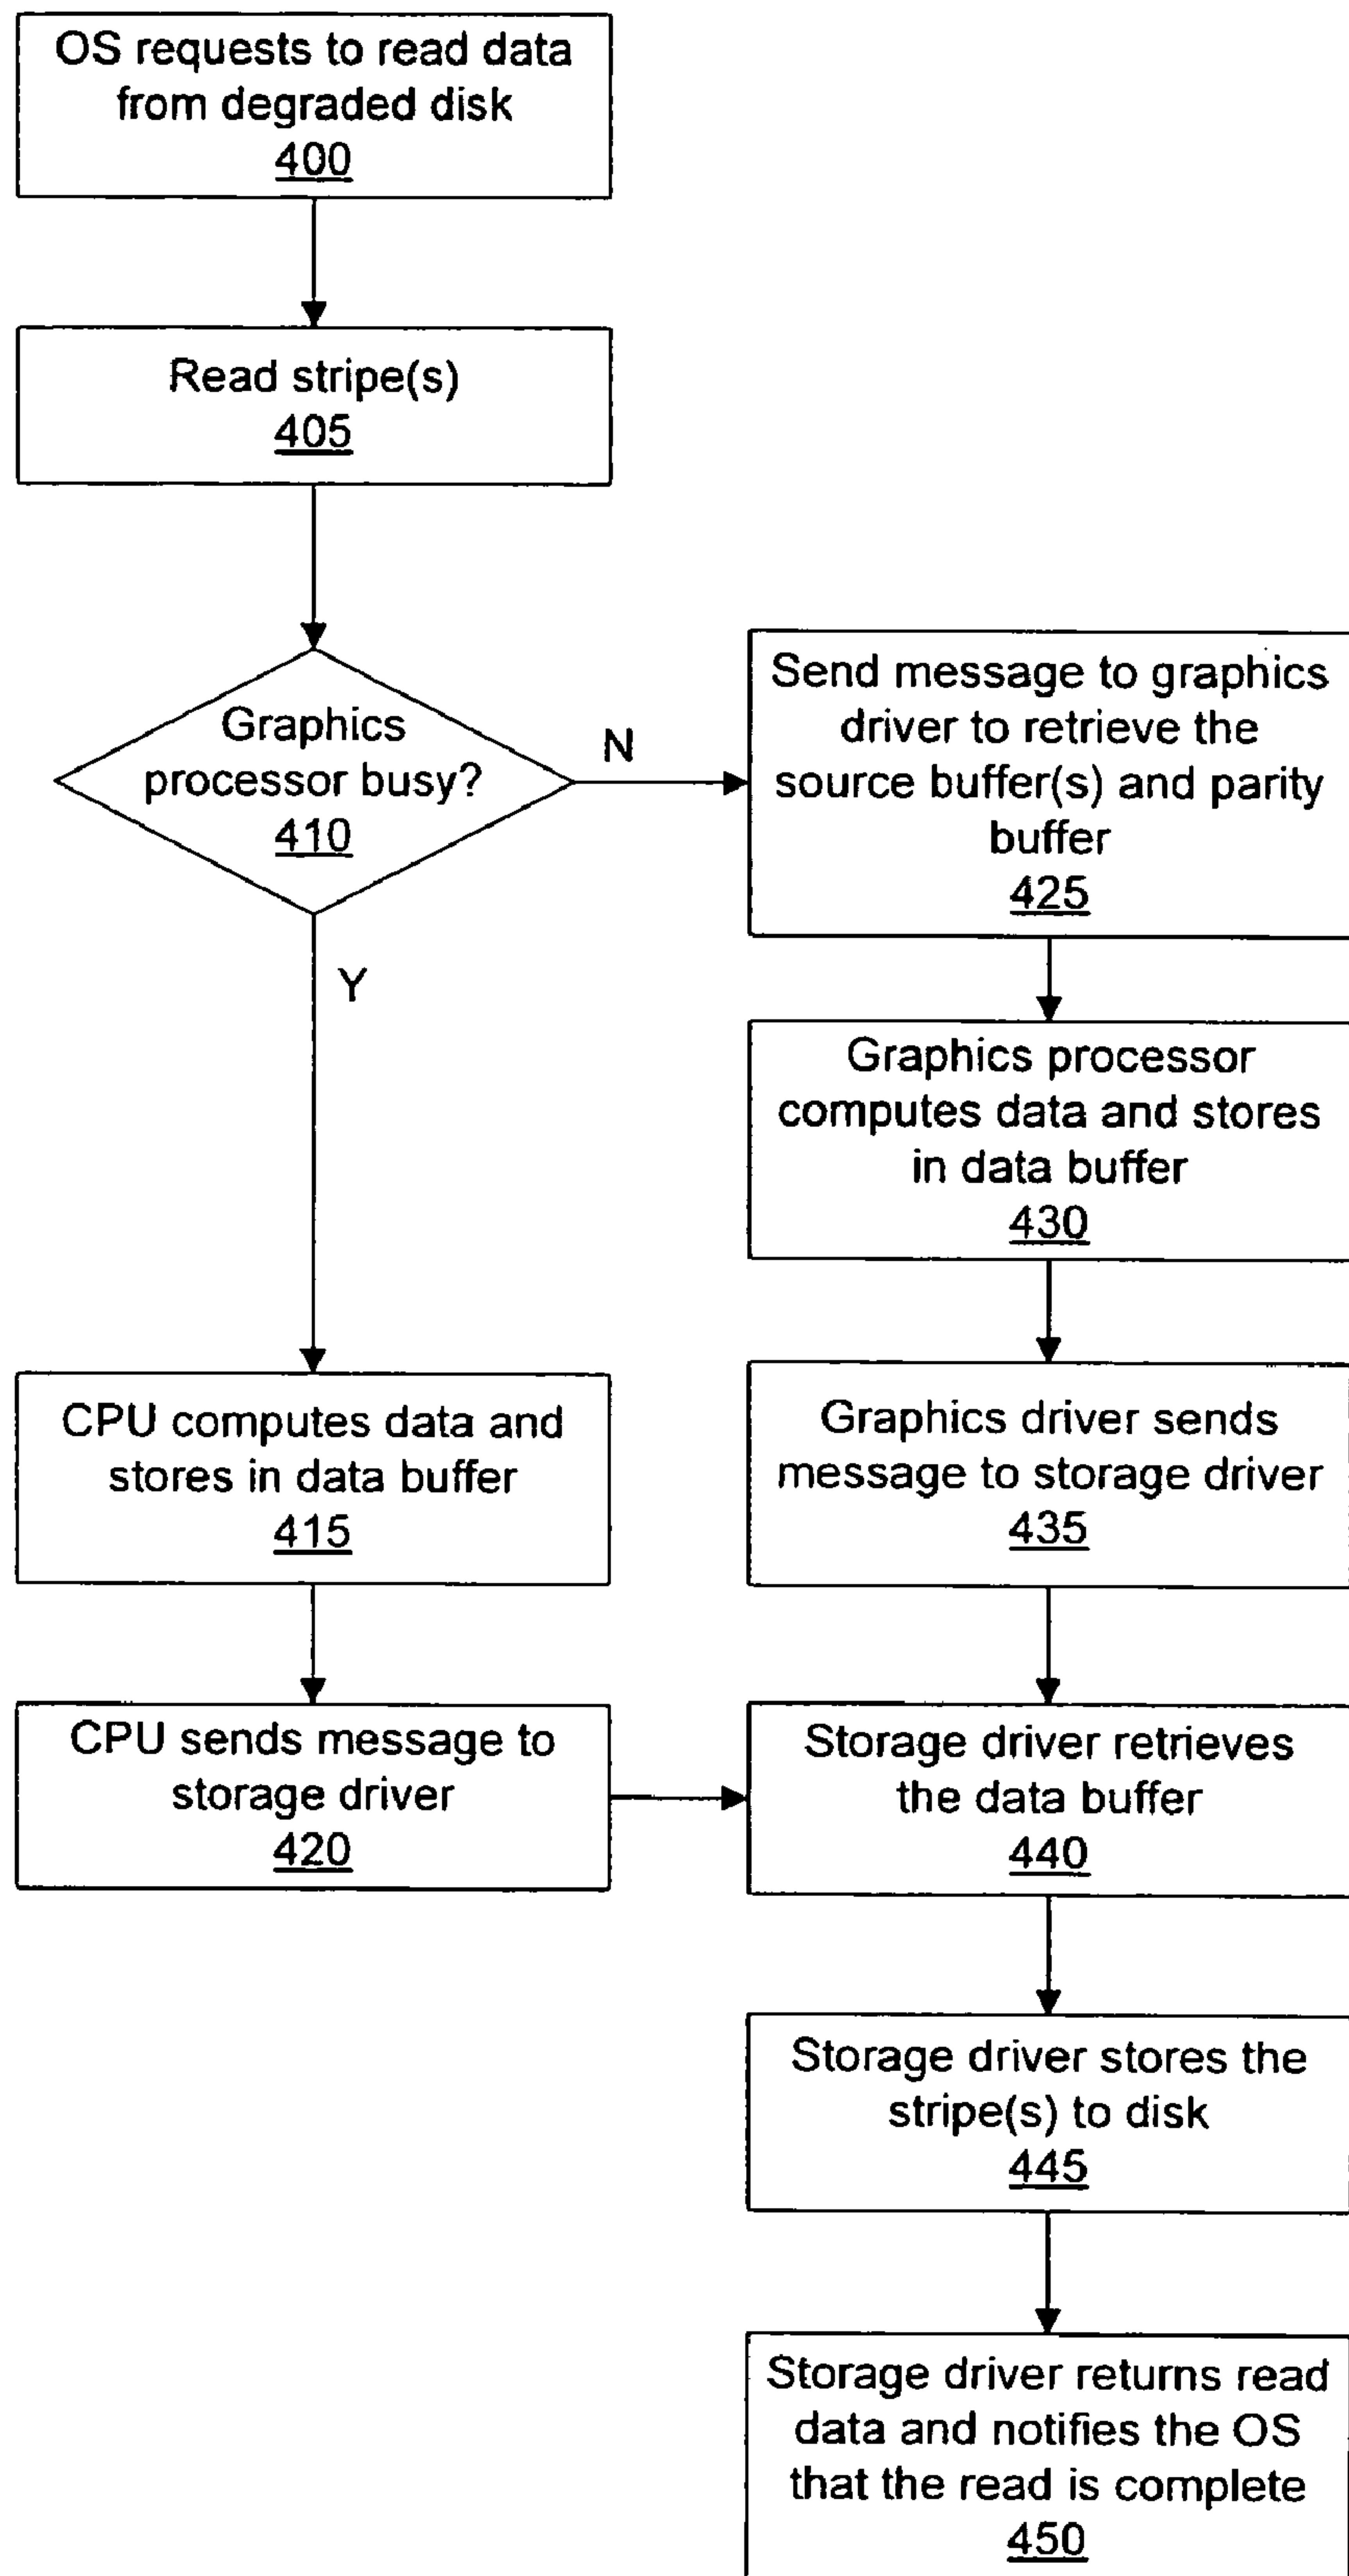 OS requests to read data
from degraded disk
400
Read stripe(s)
405
Graphics
processor busy?
410
N
Y
Send message to graphics
driver to retrieve the
source buffer(s) and parity
buffer
425
Graphics processor
computes data and stores
in data buffer
430
CPU computes data and
stores in data buffer
415
Graphics driver sends
message to storage driver
435
CPU sends message to
storage driver
420
Storage driver retrieves
the data buffer
440
Storage driver stores the
stripe(s) to disk
445
Storage driver returns read
data and notifies the OS
that the read is complete
450